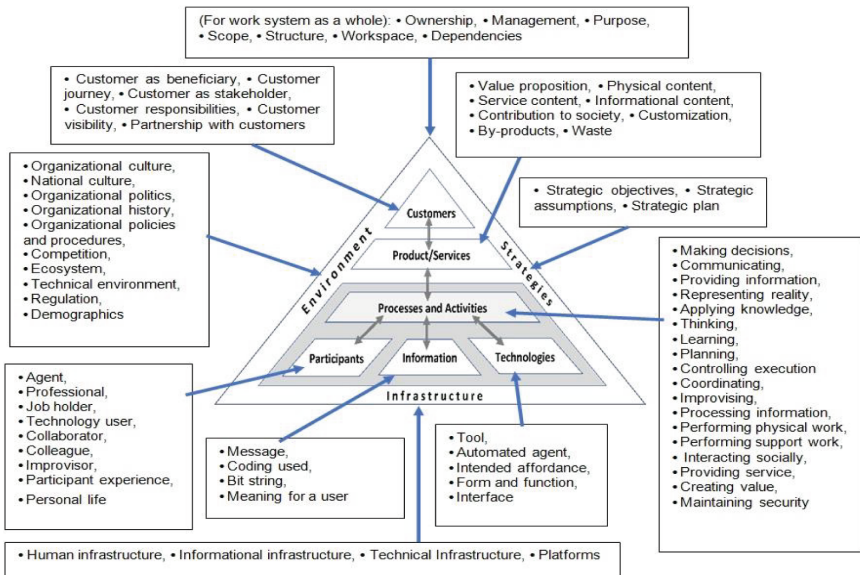 (For work system as a whole): • Ownership, • Management, • Purpose,
• Scope, • Structure, • Workspace, • Dependencies
• Customer as beneficiary, • Customer
journey, • Customer as stakeholder,
• Customer responsibilities, • Customer
visibility, • Partnership with customers
• Value proposition, • Physical content,
• Service content, • Informational content,
• Contribution to society, • Customization,
• By-products, • Waste
• Organizational culture,
• National culture,
• Organizational politics,
• Organizational history,
• Organizational policies
and procedures,
• Competition,
• Ecosystem,
• Technical environment,
• Regulation,
• Demographics
• Strategic objectives, • Strategic
assumptions, • Strategic plan
Customers
Product/Services
Environment
Strategies
Processes and Activities
Participants
Information
Technologies
Infrastructure
• Making decisions,
• Communicating,
• Providing information,
• Representing reality,
• Applying knowledge,
• Thinking,
• Learning,
• Planning,
• Controlling execution
• Coordinating,
• Improvising,
• Processing information,
• Performing physical work,
• Performing support work,
• Interacting socially,
• Providing service,
• Creating value,
• Maintaining security
• Agent,
• Professional,
• Job holder,
• Technology user,
• Collaborator,
• Colleague,
• Improvisor,
• Participant experience,
• Personal life
• Message,
• Coding used,
• Bit string,
• Meaning for a user
• Tool,
• Automated agent,
• Intended affordance,
• Form and function,
• Interface
• Human infrastructure, • Informational infrastructure, • Technical Infrastructure, • Platforms